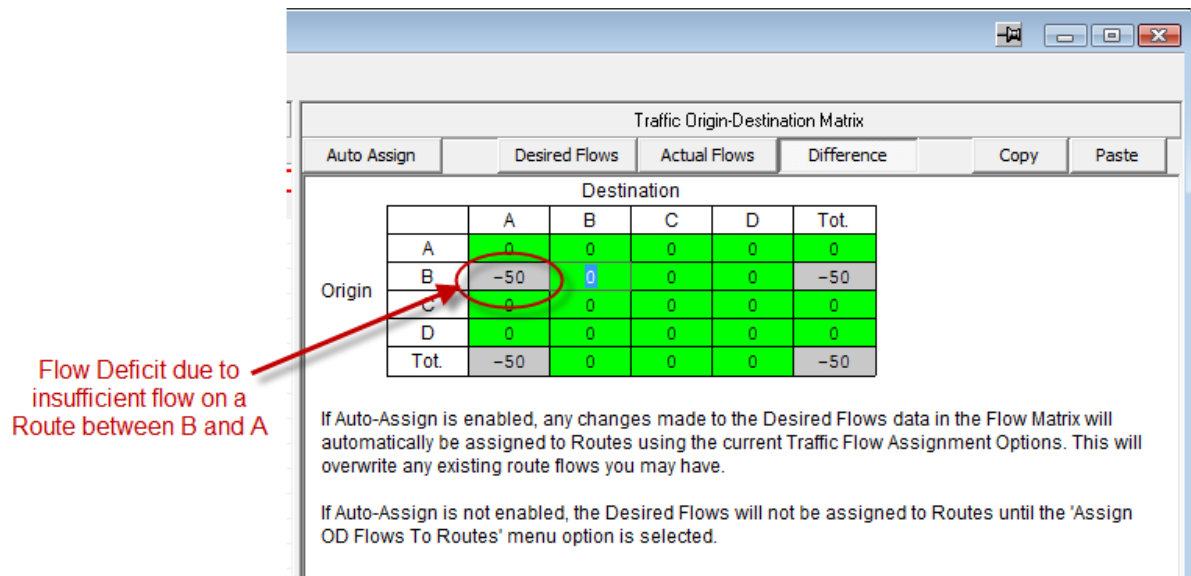 Traffic Origin-Destination Matrix
Auto Assign Desired Flows Actual Flows Difference Copy Paste
Destination
A B C D Tot.
A 0 0 0 0 0
B -50 0 0 0 -50
Origin
C 0 0 0 0 0
D 0 0 0 0 0
Tot. -50 0 0 0 -50
Flow Deficit due to
insufficient flow on a
Route between B and A
If Auto-Assign is enabled, any changes made to the Desired Flows data in the Flow Matrix will
automatically be assigned to Routes using the current Traffic Flow Assignment Options. This will
overwrite any existing route flows you may have.
If Auto-Assign is not enabled, the Desired Flows will not be assigned to Routes until the 'Assign
OD Flows To Routes' menu option is selected.